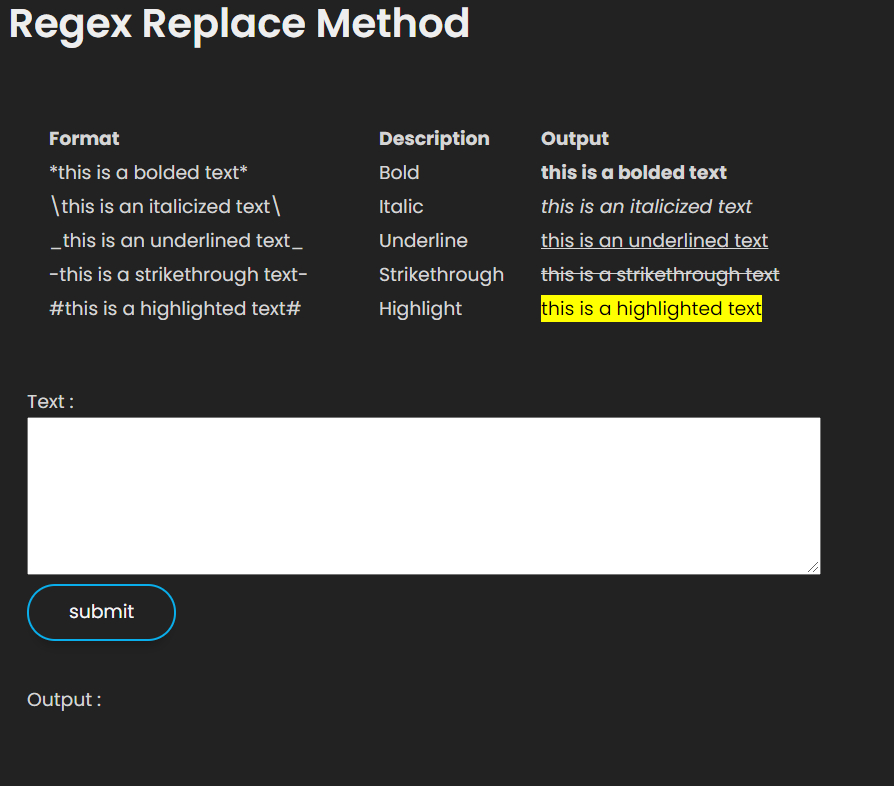 Regex Replace Method
Format Description Output
*this is a bolded text* Bold this is a bolded text
\this is an italicized text\ Italic this is an italicized text
_this is an underlined text_ Underline this is an underlined text
-this is a strikethrough text- Strikethrough this is a strikethrough text
#this is a highlighted text# Highlight this is a highlighted text
Text :
submit
Output :